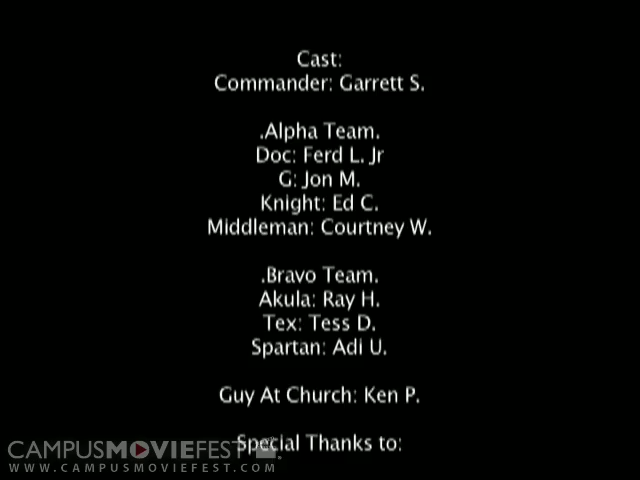 Cast:
Commander: Garrett S.
.Alpha Team.
Doc: Ferd L. Jr
G: Jon M.
Knight: Ed C.
Middleman: Courtney W.
.Bravo Team.
Akula: Ray H.
Tex: Tess D.
Spartan: Adi U.
Guy At Church: Ken P.
Special Thanks to:
CAMPUSMOVIEFEST
WWW.CAMPUSMOVIEFEST.COM